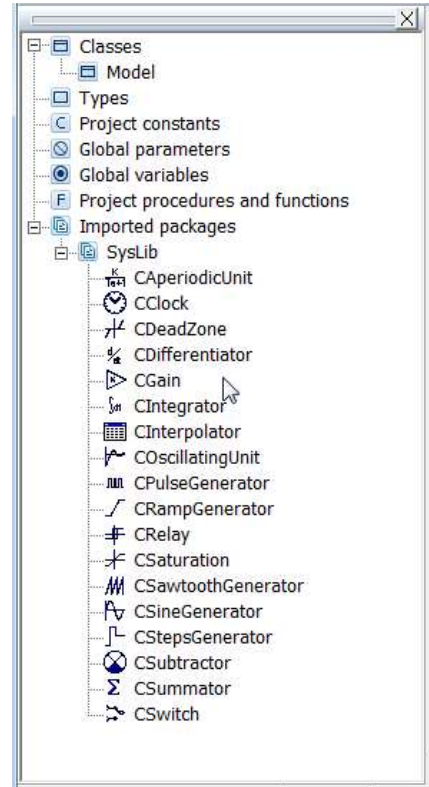 Classes
Model
Types
C Project constants
Global parameters
Global variables
F Project procedures and functions
Imported packages
SysLib
CAperiodicUnit
CClock
CDeadZone
CDifferentiator
CGain
CIntegrator
CInterpolator
COscillatingUnit
CPulseGenerator
CRampGenerator
CRelay
CSaturation
CSawtoothGenerator
CSineGenerator
CStepsGenerator
CSubtractor
Σ CSummator
CSwitch